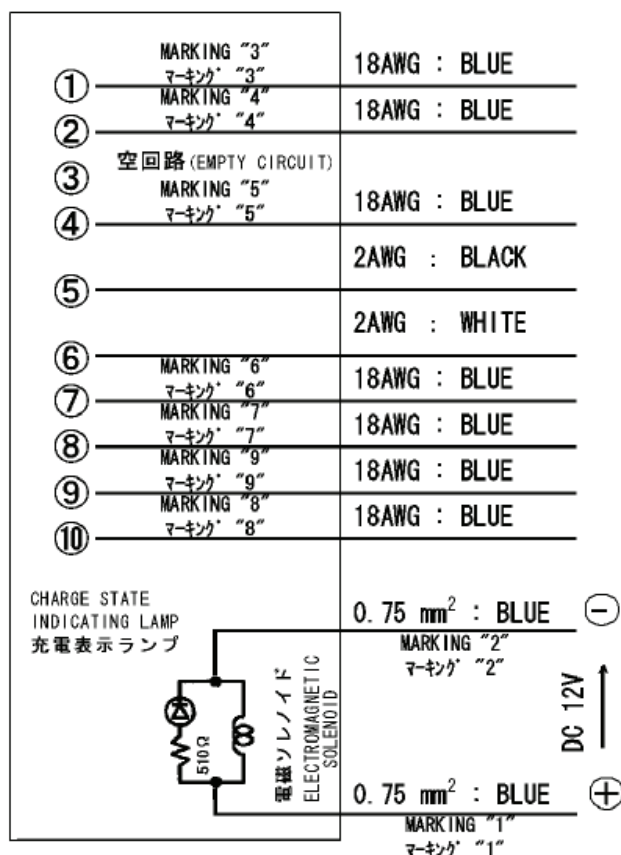 MARKING "3"
マーキング "3"
18AWG : BLUE
①
MARKING "4"
マーキング "4"
18AWG : BLUE
②
空回路(EMPTY CIRCUIT)
③
MARKING "5"
マーキング "5"
18AWG : BLUE
④
2AWG : BLACK
⑤
2AWG : WHITE
⑥
MARKING "6"
マーキング "6"
18AWG : BLUE
⑦
MARKING "7"
マーキング "7"
18AWG : BLUE
⑧
MARKING "9"
マーキング "9"
18AWG : BLUE
⑨
MARKING "8"
マーキング "8"
18AWG : BLUE
⑩
CHARGE STATE
INDICATING LAMP
充電表示ランプ
0.75 mm² : BLUE ⊖
MARKING "2"
マーキング "2"
510Ω
電磁ソレノイド
ELECTROMAGNETIC
SOLENOID
DC 12V
0.75 mm² : BLUE ⊕
MARKING "1"
マーキング "1"